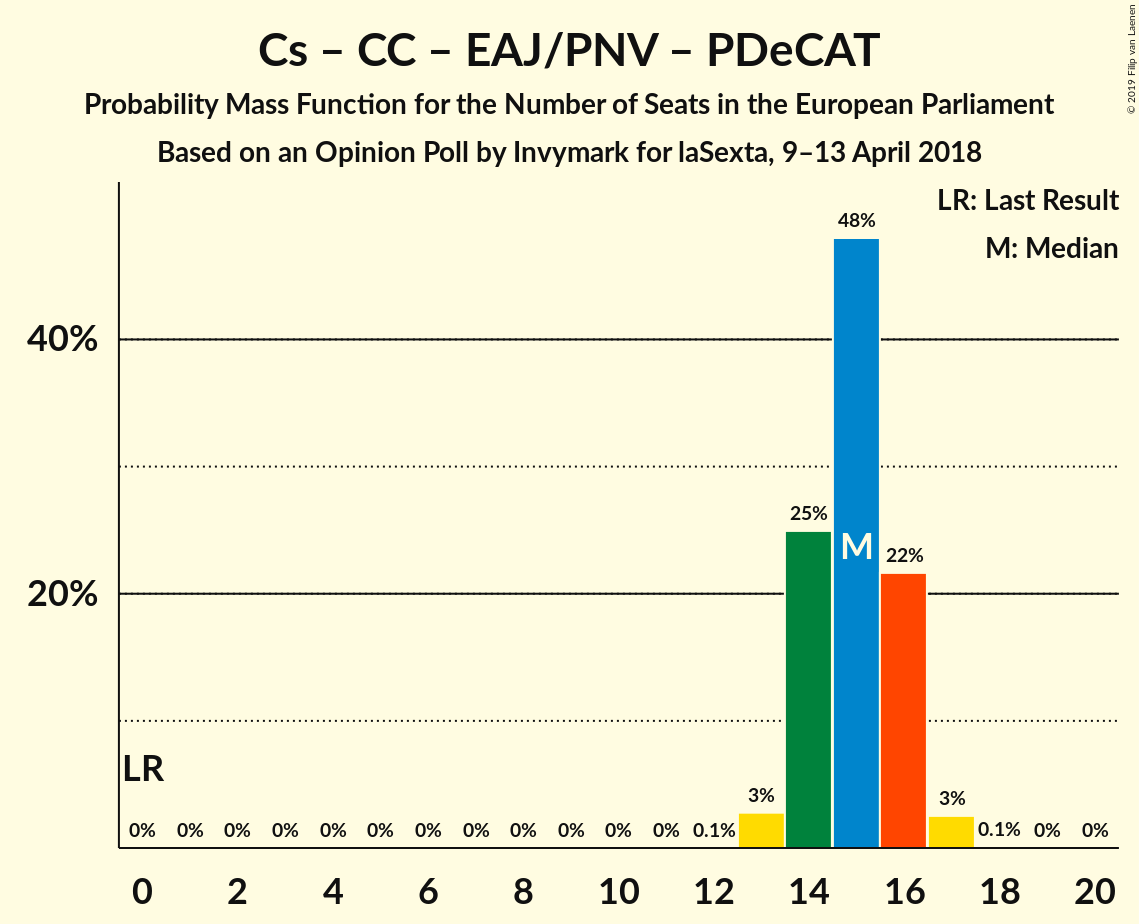 Cs – CC – EAJ/PNV – PDeCAT
Probability Mass Function for the Number of Seats in the European Parliament
Based on an Opinion Poll by Invymark for laSexta, 9–13 April 2018
© 2019 Filip van Laenen
LR: Last Result
M: Median
48%
40%
25%
M
22%
20%
LR
3%
3%
0% 0% 0% 0% 0% 0% 0% 0% 0% 0% 0% 0% 0.1% 0.1% 0% 0%
0 2 4 6 8 10 12 14 16 18 20